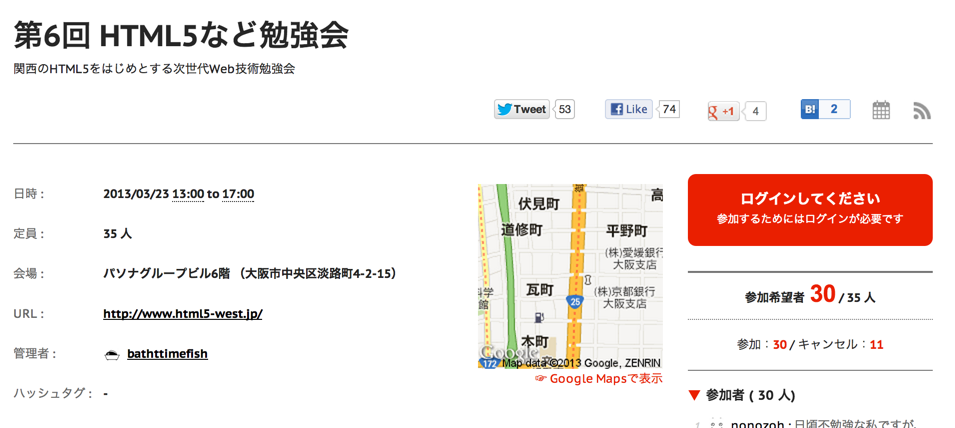 第6回 HTML5など勉強会
関西のHTML5をはじめとする次世代Web技術勉強会
Tweet 53
Like 74
+1 4
B! 2
日時 : 2013/03/23 13:00 to 17:00
定員 : 35 人
会場 : パソナグループビル6階 （大阪市中央区淡路町4-2-15）
URL : http://www.html5-west.jp/
管理者 : bathttimefish
ハッシュタグ : -
伏見町
高
道修町
平野町
(株)愛媛銀行
大阪支店
瓦町
(株)京都銀行
大阪支店
科学
館
25
本町
Google
172
Map data ©2013 Google, ZENRIN
☞ Google Mapsで表示
ログインしてください
参加するためにはログインが必要です
参加希望者 30 / 35 人
参加：30 / キャンセル：11
▼ 参加者 ( 30 人)
nonozoh : 日頃不勉強な私ですが、